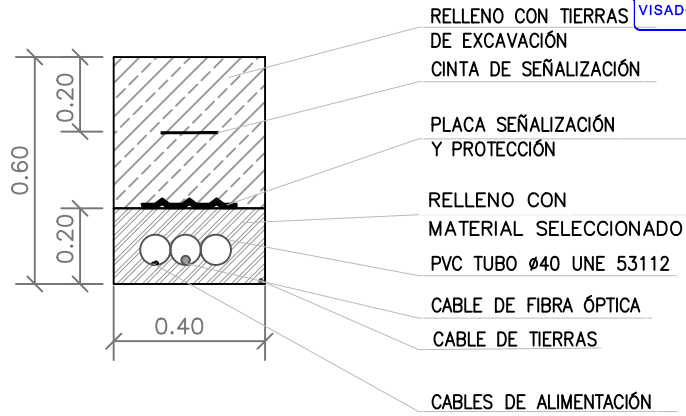 RELLENO CON TIERRAS
VISAD
DE EXCAVACIÓN
CINTA DE SEÑALIZACIÓN
0.20
PLACA SEÑALIZACIÓN
Y PROTECCIÓN
0.60
RELLENO CON
MATERIAL SELECCIONADO
0.20
PVC TUBO Ø40 UNE 53112
CABLE DE FIBRA ÓPTICA
0.40
CABLE DE TIERRAS
CABLES DE ALIMENTACIÓN